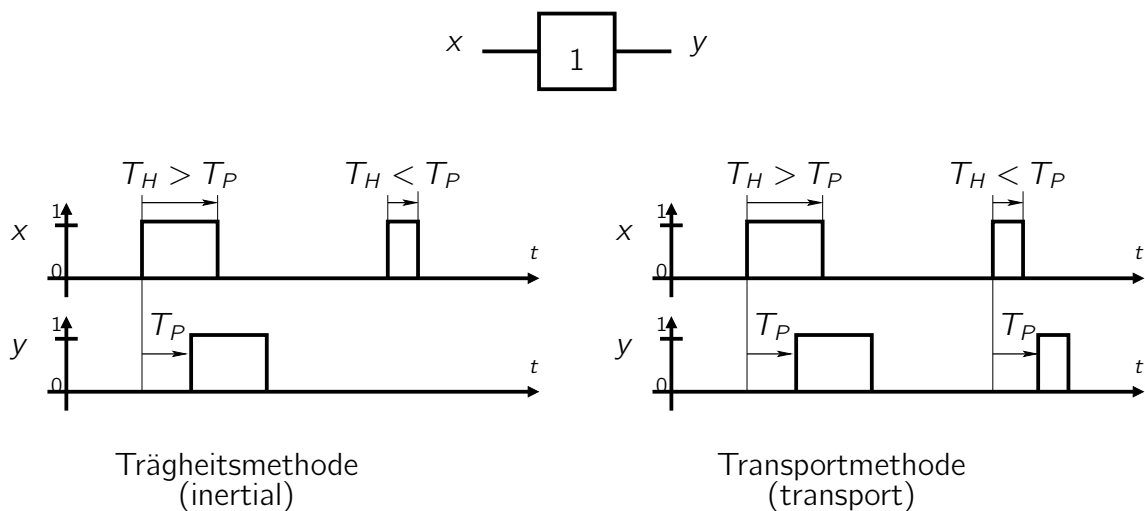 x 1 y
T_H > T_P T_H < T_P
1
x
0
t
1
T_P
y
0
t
Trägheitsmethode
(inertial)
T_H > T_P T_H < T_P
1
x
0
t
1
T_P T_P
y
0
t
Transportmethode
(transport)